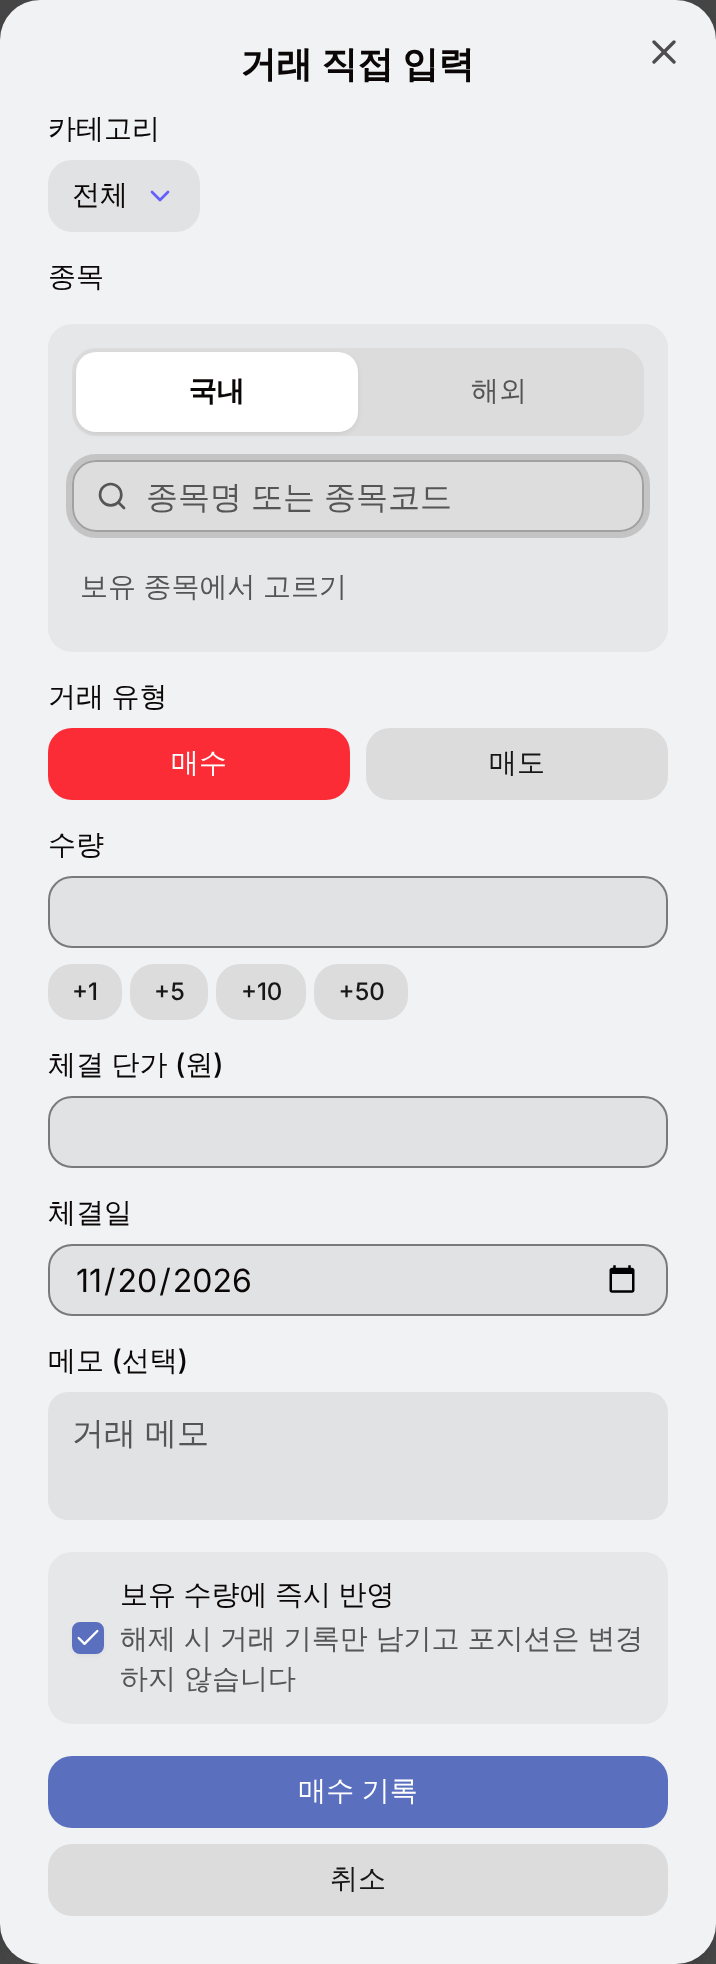 거래 직접 입력
카테고리
전체
종목
국내
해외
종목명 또는 종목코드
보유 종목에서 고르기
거래 유형
매수
매도
수량
+1
+5
+10
+50
체결 단가 (원)
체결일
11/20/2026
메모 (선택)
거래 메모
보유 수량에 즉시 반영
해제 시 거래 기록만 남기고 포지션은 변경
하지 않습니다
매수 기록
취소